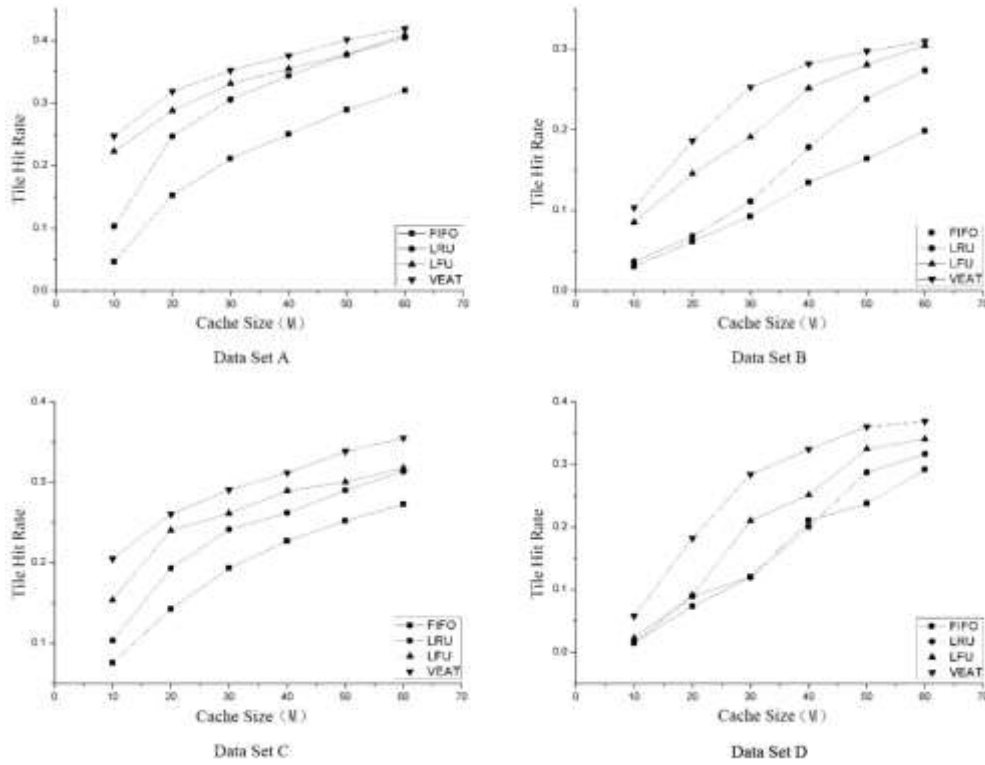 Tile Hit Rate
0.4
0.3
0.2
0.1
0.0
0 10 20 30 40 50 60 70
Cache Size (M)
FIFO
LRU
LFU
VEAT
Data Set A
Tile Hit Rate
0.3
0.2
0.1
0.0
0 10 20 30 40 50 60 70
Cache Size (M)
FIFO
LRU
LFU
VEAT
Data Set B
Tile Hit Rate
0.4
0.3
0.2
0.1
0 10 20 30 40 50 60 70
Cache Size (M)
FIFO
LRU
LFU
VEAT
Data Set C
Tile Hit Rate
0.4
0.3
0.2
0.1
0.0
0 10 20 30 40 50 60 70
Cache Size (M)
FIFO
LRU
LFU
VEAT
Data Set D